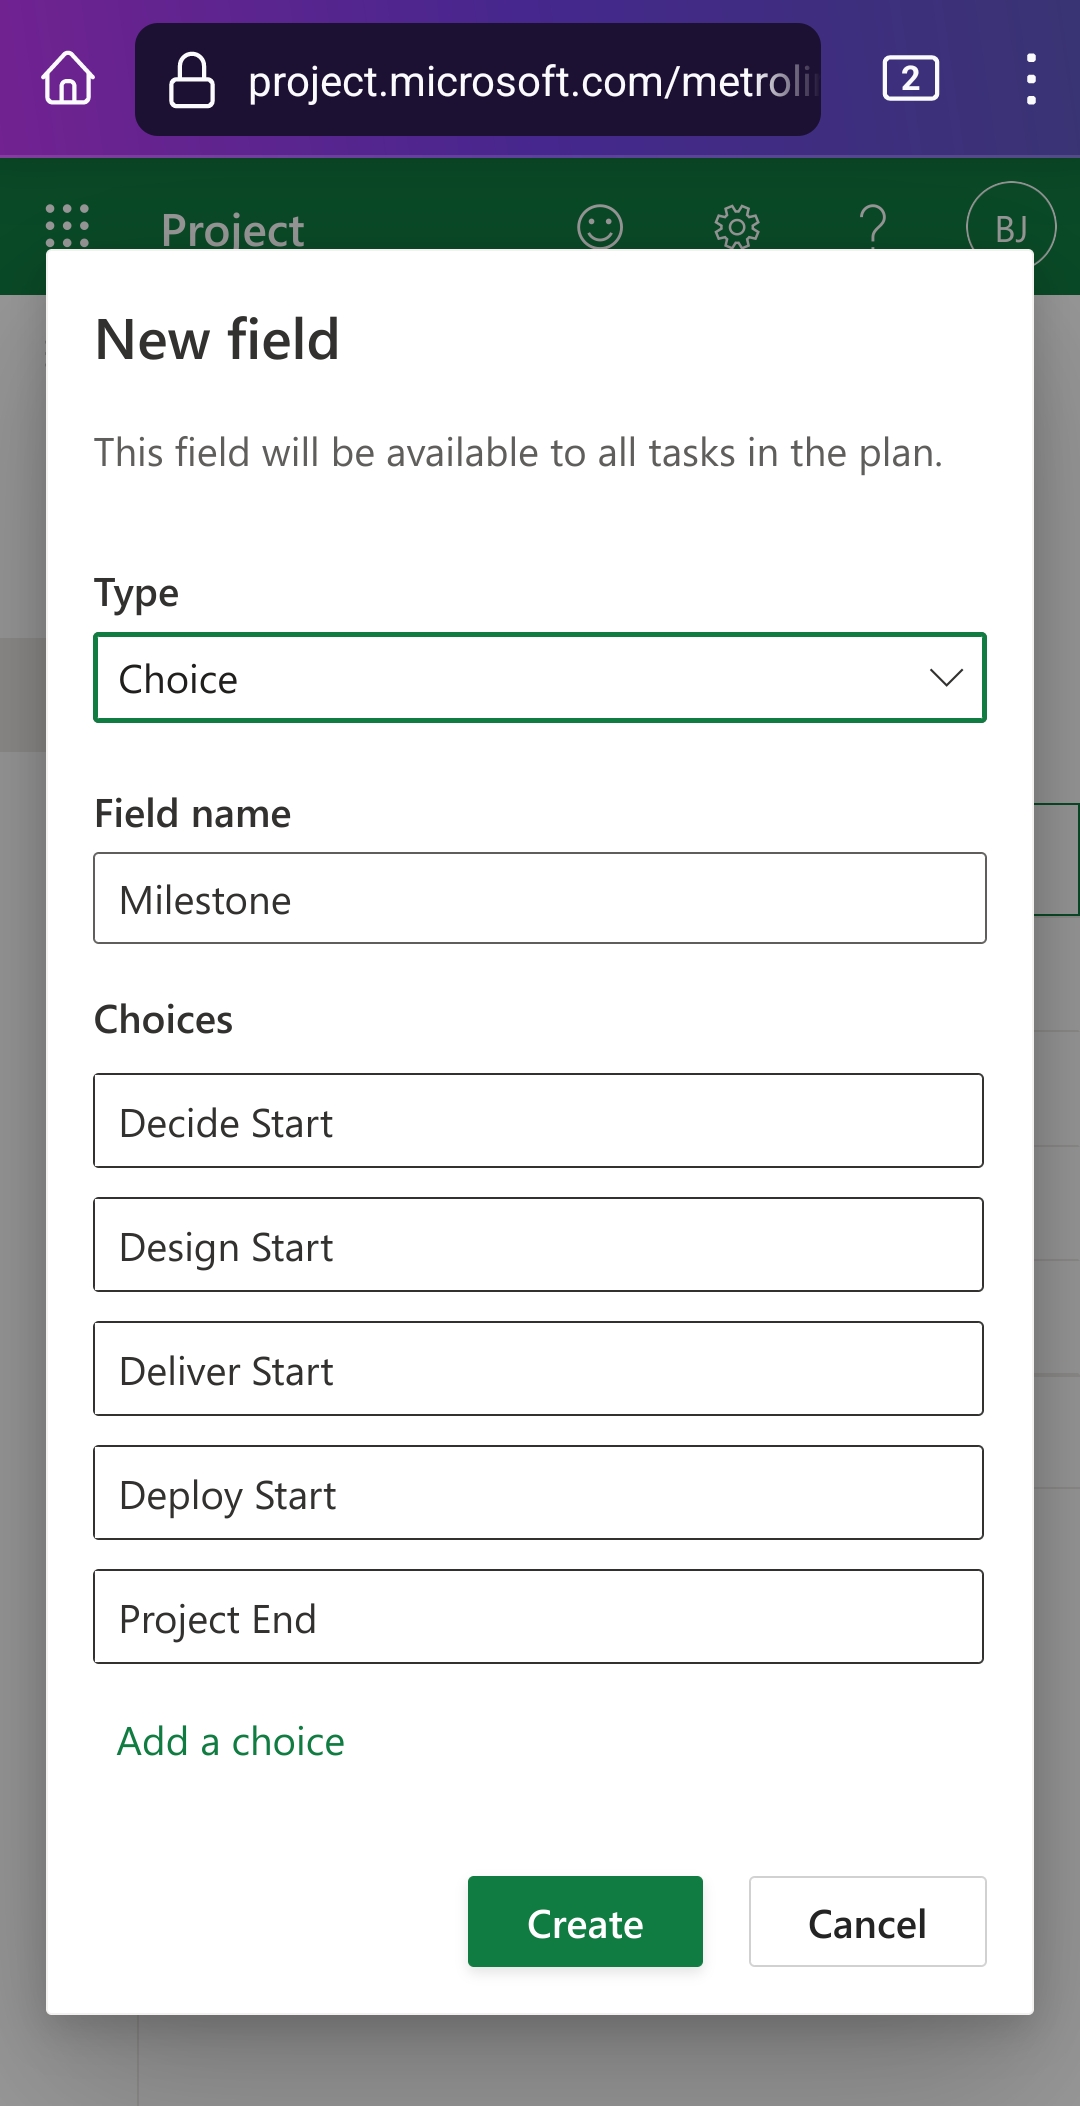 project.microsoft.com/metroli
2
Project
?
BJ
New field
This field will be available to all tasks in the plan.
Type
Choice
Field name
Milestone
Choices
Decide Start
Design Start
Deliver Start
Deploy Start
Project End
Add a choice
Create
Cancel